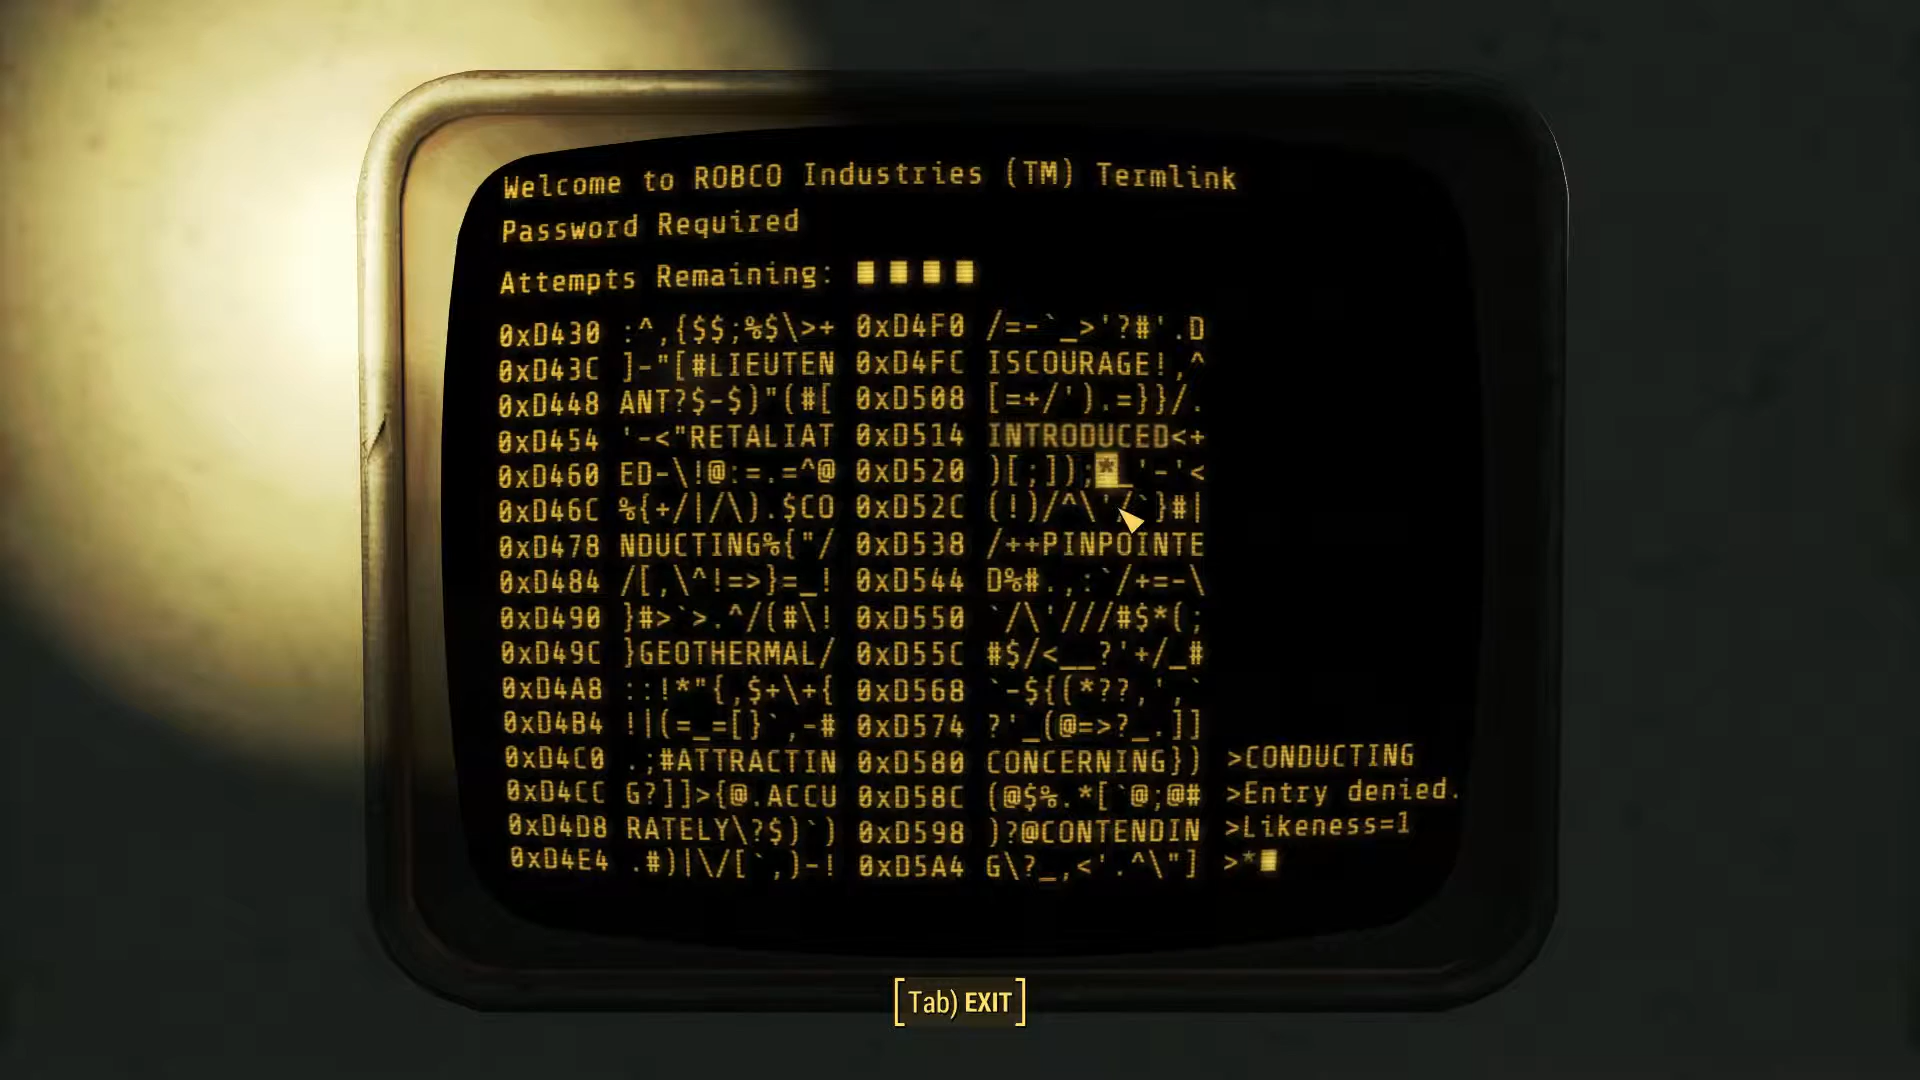 Welcome to ROBCO Industries (TM) Termlink
Password Required
Attempts Remaining: ■ ■ ■ ■
0xD430 :^,{$$;%$\>+ 0xD4F0 /=-`_>'?#'.D
0xD43C ]-"[#LIEUTEN 0xD4FC ISCOURAGE!,^
0xD448 ANT?$-$)"(#[ 0xD508 [=+/').=}}/.
0xD454 '-<"RETALIAT 0xD514 INTRODUCED<+
0xD460 ED-\!@:=.=^@ 0xD520 )[;]);*_'-'<
0xD46C %{+/|/\).$CO 0xD52C (!)/^\'/`}#|
0xD478 NDUCTING%{"/ 0xD538 /++PINPOINTE
0xD484 /[,\^!=>}=_! 0xD544 D%#.,:`/+=-\
0xD490 }#>`>.^/(#\! 0xD550 `/\'///#$*(;
0xD49C }GEOTHERMAL/ 0xD55C #$/<__?'+/_#
0xD4A8 ::!*"{,$+\+{ 0xD568 `-${(*??,',`
0xD4B4 !|(=_=[}`,-# 0xD574 ?'_(@=>?_.]]
0xD4C0 .;#ATTRACTIN 0xD580 CONCERNING}) >CONDUCTING
0xD4CC G?]]>{@.ACCU 0xD58C (@$%.*[`@;@# >Entry denied.
0xD4D8 RATELY\?$)`) 0xD598 )?@CONTENDIN >Likeness=1
0xD4E4 .#)|\/[`,)-! 0xD5A4 G\?_,<'.^\"] >*■
[Tab) EXIT]